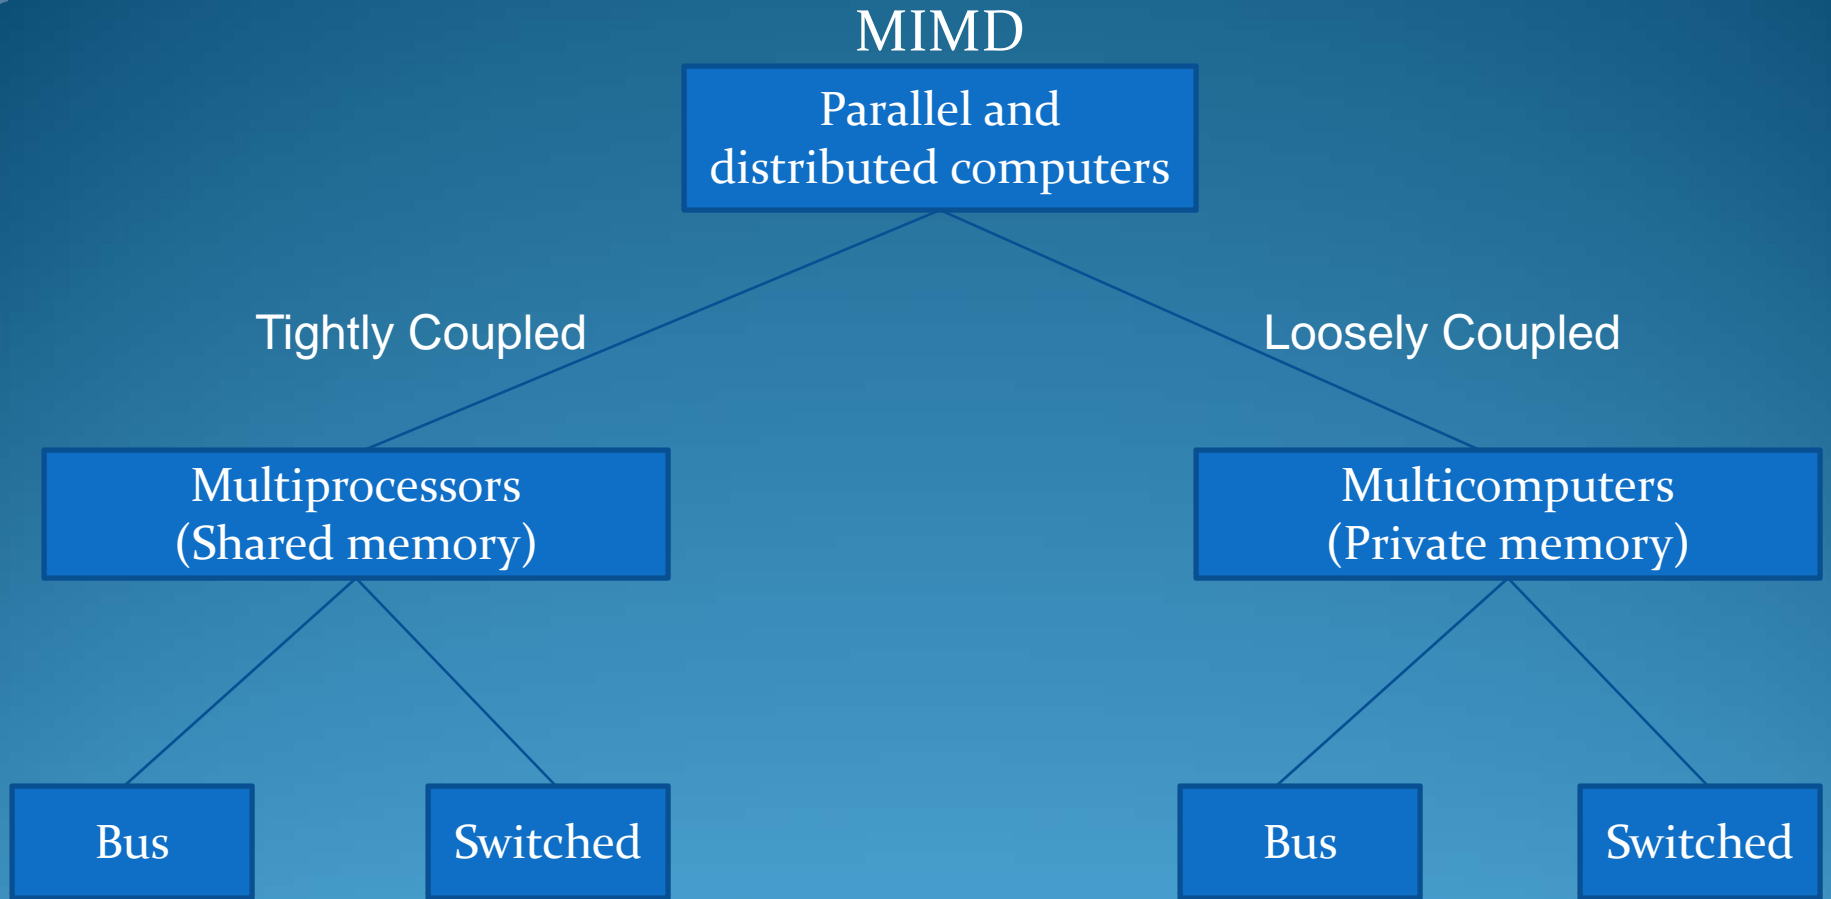 MIMD
Parallel and
distributed computers
Tightly Coupled
Loosely Coupled
Multiprocessors
(Shared memory)
Multicomputers
(Private memory)
Bus
Switched
Bus
Switched